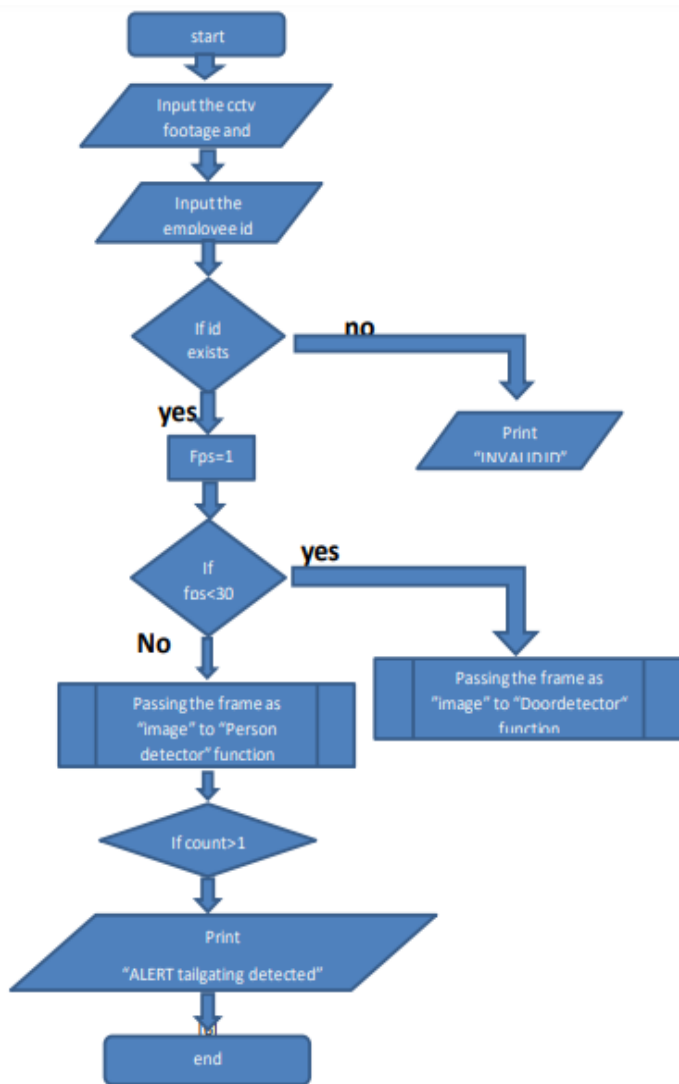 start
Input the cctv
footage and
Input the
employee id
If id
exists
no
yes
Print
"INVALID ID"
Fps=1
If
fps<30
yes
No
Passing the frame as
"image" to "Person
detector" function
Passing the frame as
"image" to "Doordetector"
function
If count>1
Print
"ALERT tailgating detected"
end